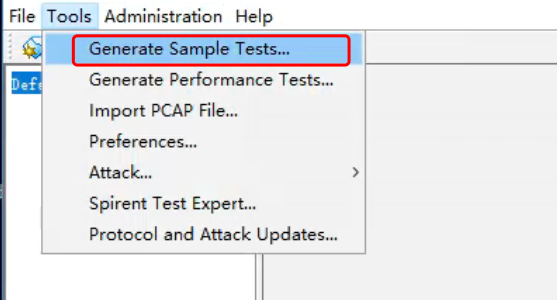 File Tools Administration Help
Generate Sample Tests...
Generate Performance Tests...
Import PCAP File...
Preferences...
Attack...
Spirent Test Expert...
Protocol and Attack Updates...